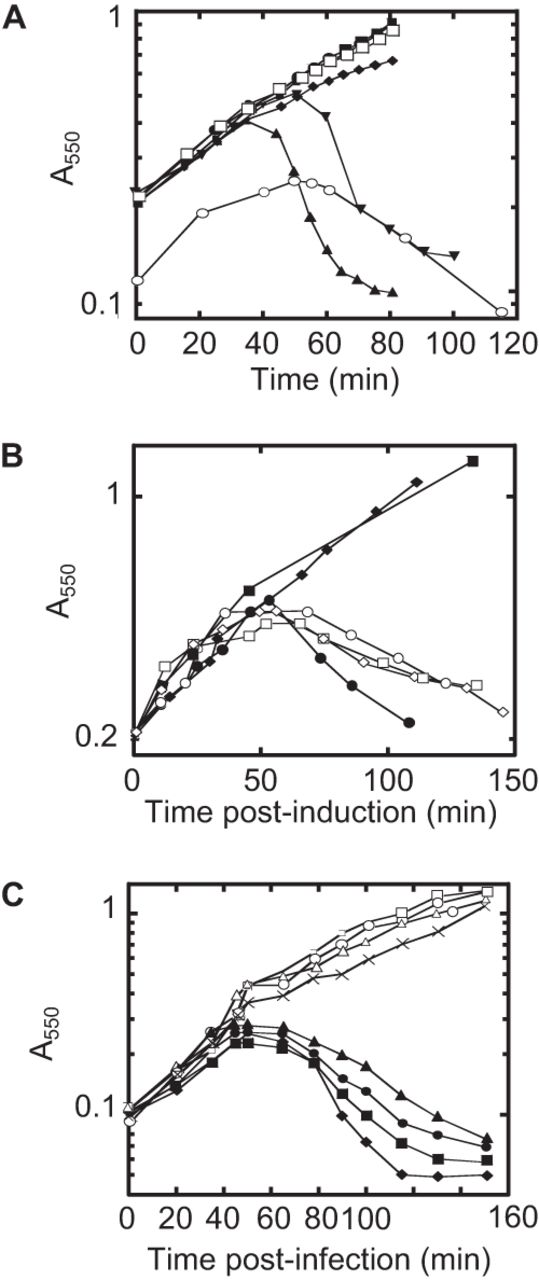 A
1
A550
0.1
0 20 40 60 80 100 120
Time (min)
B
1
A550
0.2
0 50 100 150
Time post-induction (min)
C
1
A550
0.1
0 20 40 60 80100 160
Time post-infection (min)